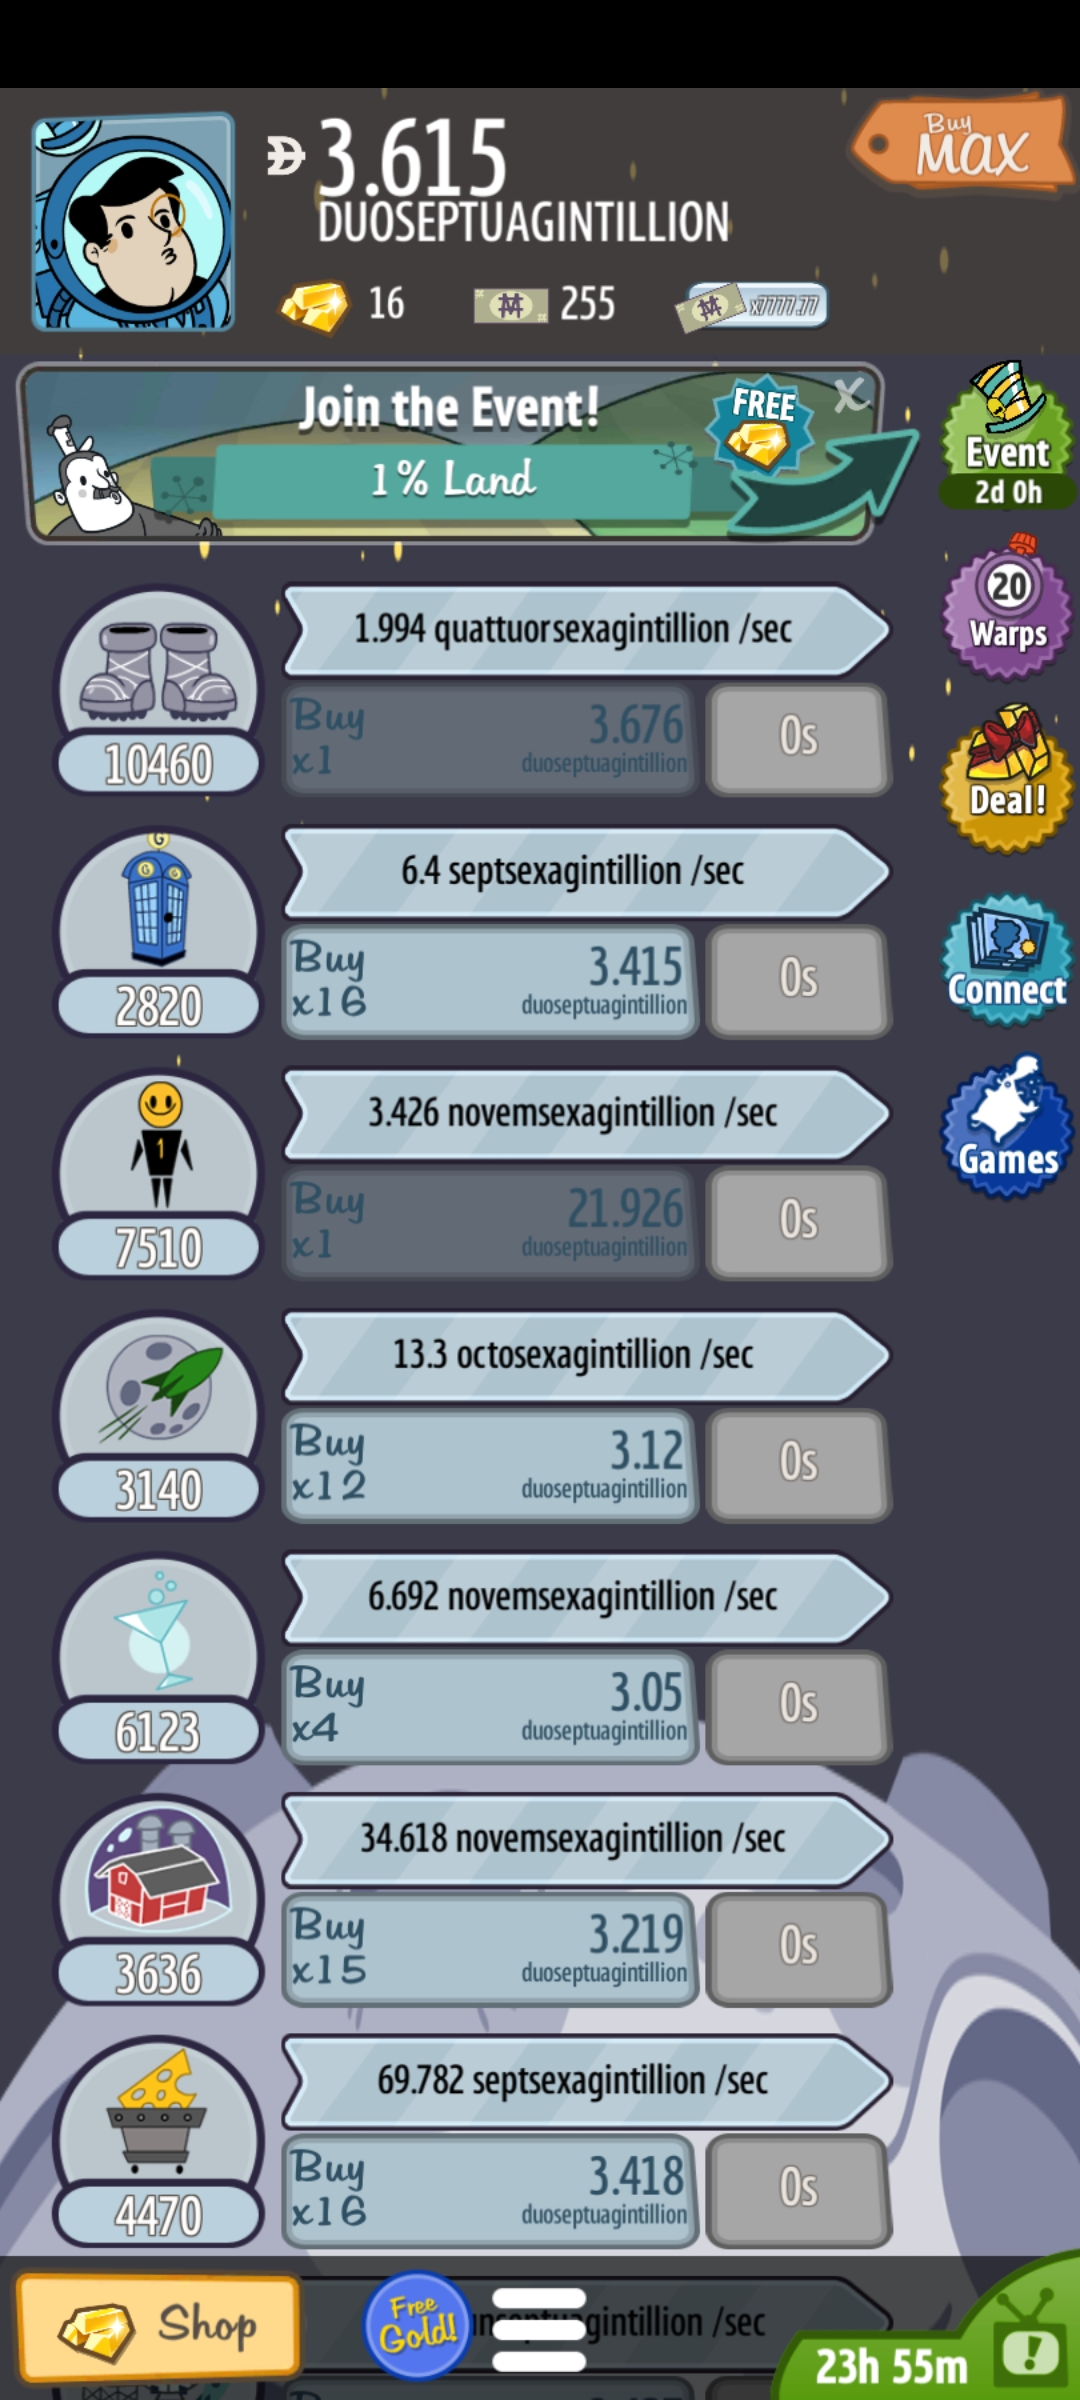 3.615
DUOSEPTUAGINTILLION
Buy
MAX
16
255
x7777.77
Join the Event!
1% Land
FREE
X
Event
2d 0h
1.994 quattuorsexagintillion /sec
Buy
x1
3.676
duoseptuagintillion
0s
10460
20
Warps
G
G G
6.4 septsexagintillion /sec
Buy
x16
3.415
duoseptuagintillion
0s
2820
Deal!
Connect
1
3.426 novemsexagintillion /sec
Buy
x1
21.926
duoseptuagintillion
0s
7510
Games
13.3 octosexagintillion /sec
Buy
x12
3.12
duoseptuagintillion
0s
3140
6.692 novemsexagintillion /sec
Buy
x4
3.05
duoseptuagintillion
0s
6123
34.618 novemsexagintillion /sec
Buy
x15
3.219
duoseptuagintillion
0s
3636
69.782 septsexagintillion /sec
Buy
x16
3.418
duoseptuagintillion
0s
4470
Shop
Free
Gold!
/sec
23h 55m
!